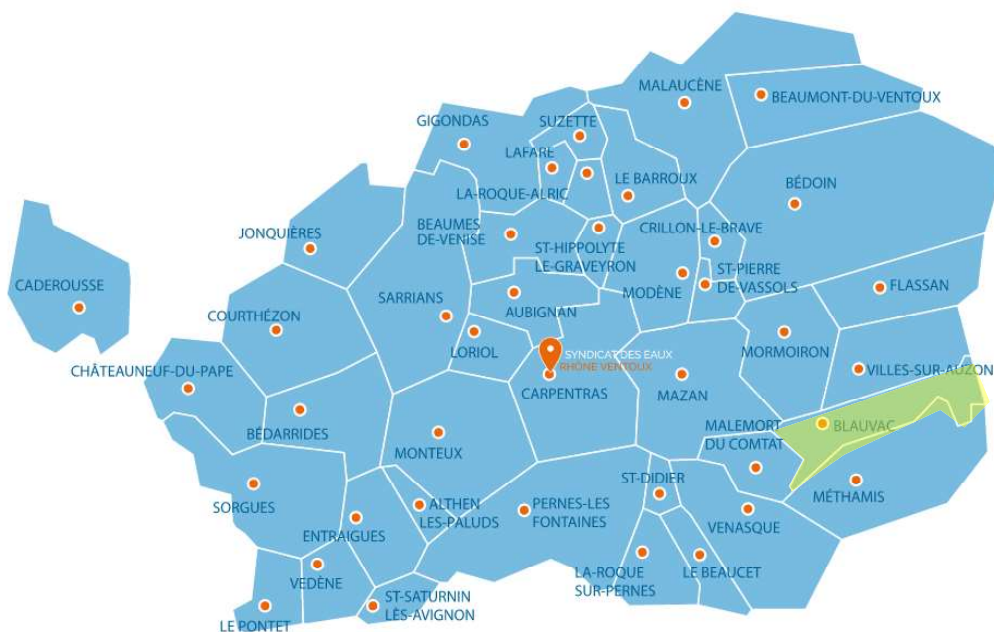 MALAUCÈNE
BEAUMONT-DU-VENTOUX
GIGONDAS
SUZETTE
LAFARE
LE BARROUX
LA-ROQUE-ALRIC
BÉDOIN
BEAUMES
DE-VENISE
JONQUIÈRES
CRILLON-LE-BRAVE
ST-HIPPOLYTE
LE-GRAVEYRON
ST-PIERRE
DE-VASSOLS
CADEROUSSE
MODÈNE
FLASSAN
SARRIANS
AUBIGNAN
COURTHÉZON
LORIOL
MORMOIRON
SYNDICAT DES EAUX
RHÔNE VENTOUX
CHÂTEAUNEUF-DU-PAPE
VILLES-SUR-AUZON
CARPENTRAS
MAZAN
BÉDARRIDES
MALEMORT
DU COMTAT
BLAUVAC
MONTEUX
ST-DIDIER
MÉTHAMIS
SORGUES
ALTHEN
LES-PALUDS
PERNES-LES
FONTAINES
VENASQUE
ENTRAIGUES
LA-ROQUE
SUR-PERNES
LE BEAUCET
VEDÈNE
ST-SATURNIN
LÈS-AVIGNON
LE PONTET